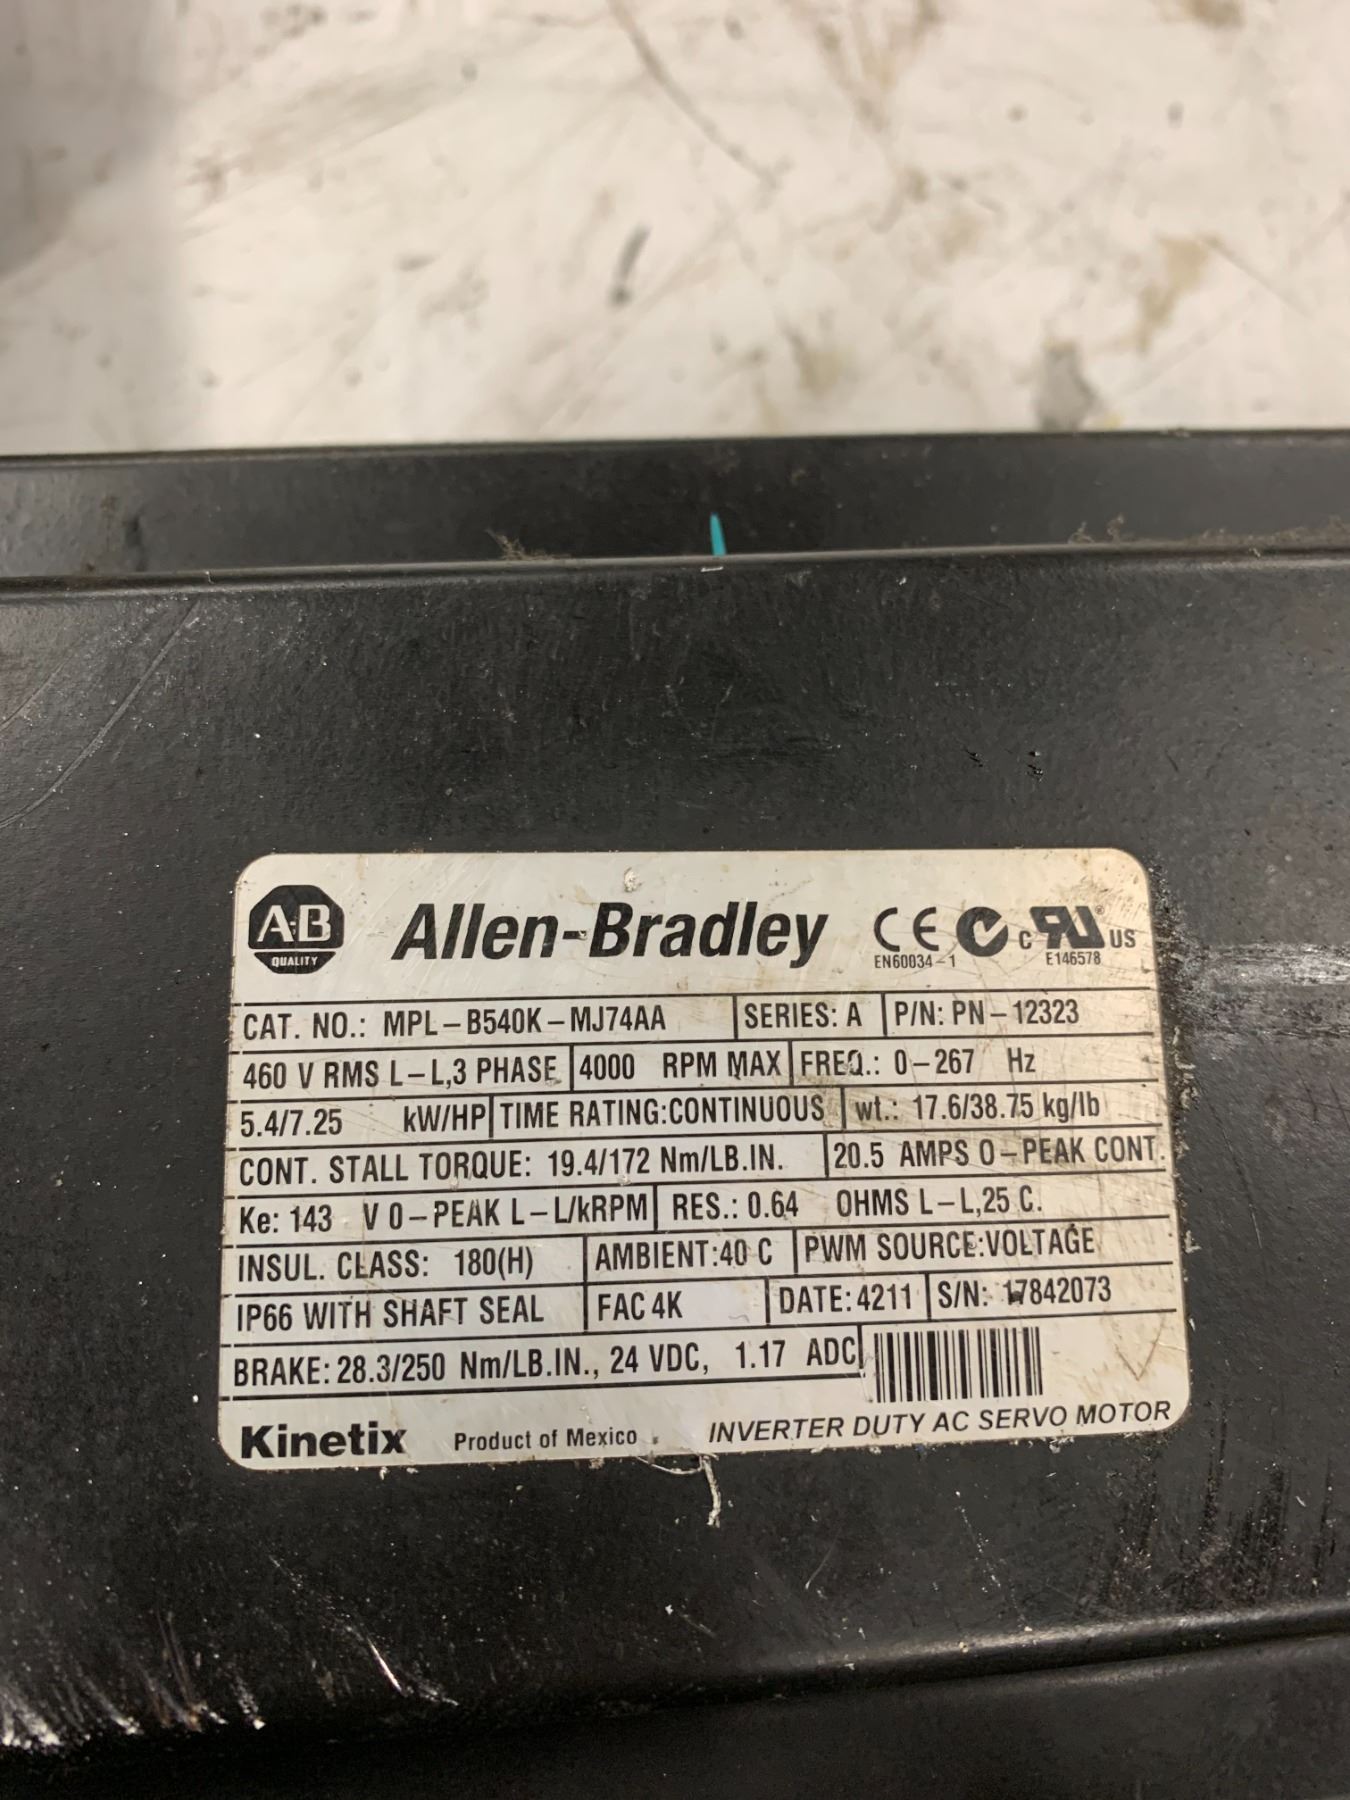 A-B QUALITY Allen-Bradley CE EN60034-1 c RU ® US E146578
CAT. NO.: MPL-B540K-MJ74AA SERIES: A P/N: PN-12323
460 V RMS L-L,3 PHASE 4000 RPM MAX FREQ.: 0-267 Hz
5.4/7.25 kW/HP TIME RATING:CONTINUOUS wt.: 17.6/38.75 kg/lb
CONT. STALL TORQUE: 19.4/172 Nm/LB.IN. 20.5 AMPS 0-PEAK CONT.
Ke: 143 V 0-PEAK L-L/kRPM RES.: 0.64 OHMS L-L,25 C.
INSUL. CLASS: 180(H) AMBIENT:40 C PWM SOURCE:VOLTAGE
IP66 WITH SHAFT SEAL FAC 4K DATE: 4211 S/N: 17842073
BRAKE: 28.3/250 Nm/LB.IN., 24 VDC, 1.17 ADC
Kinetix Product of Mexico INVERTER DUTY AC SERVO MOTOR